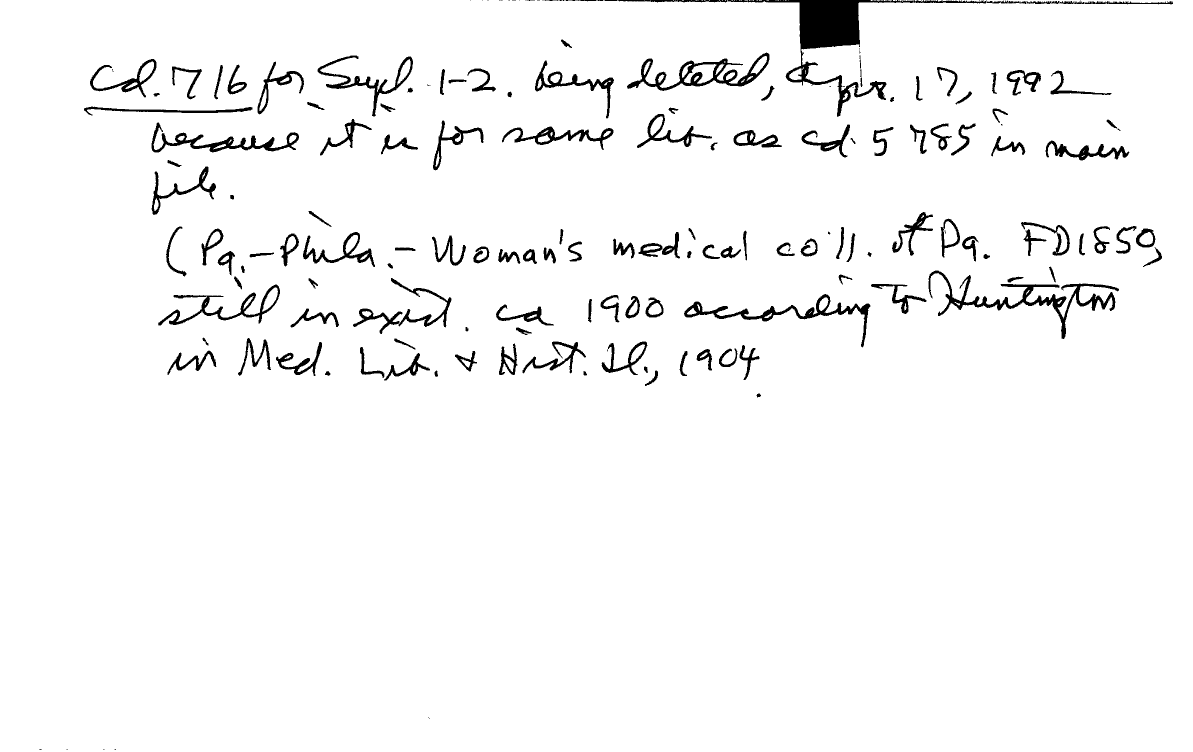 Cd. 716 for Supl. 1-2. being deleted, Apr. 17, 1992
because it is for same lib. as cd. 5785 in main
file.
(Pa.-Phila.- Woman's medical coll. of Pa. FD1850,
still in exist. ca 1900 according to Huntington
in Med. Lib. & Hist. Jl., 1904.